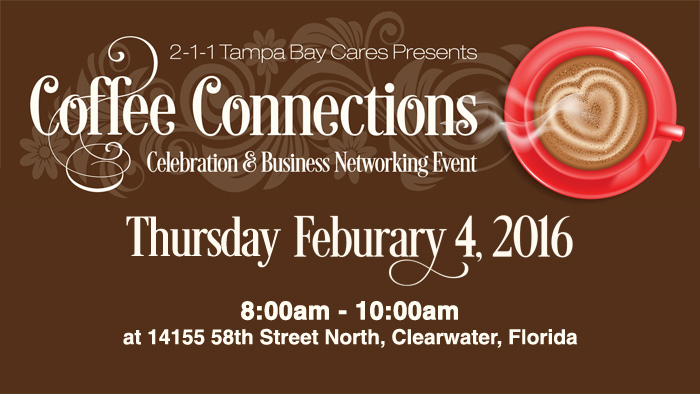 2-1-1 Tampa Bay Cares Presents
Coffee Connections
Celebration & Business Networking Event
Thursday Feburary 4, 2016
8:00am - 10:00am
at 14155 58th Street North, Clearwater, Florida